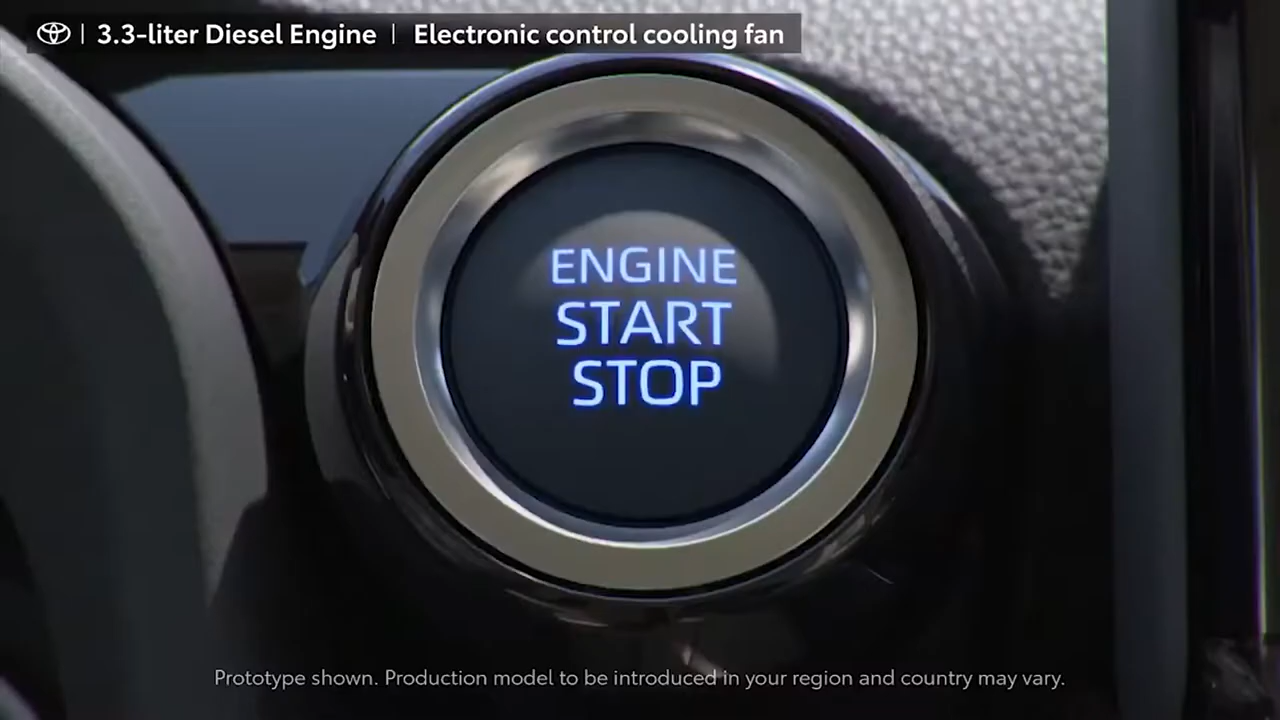 3.3-liter Diesel Engine | Electronic control cooling fan
ENGINE
START
STOP
Prototype shown. Production model to be introduced in your region and country may vary.